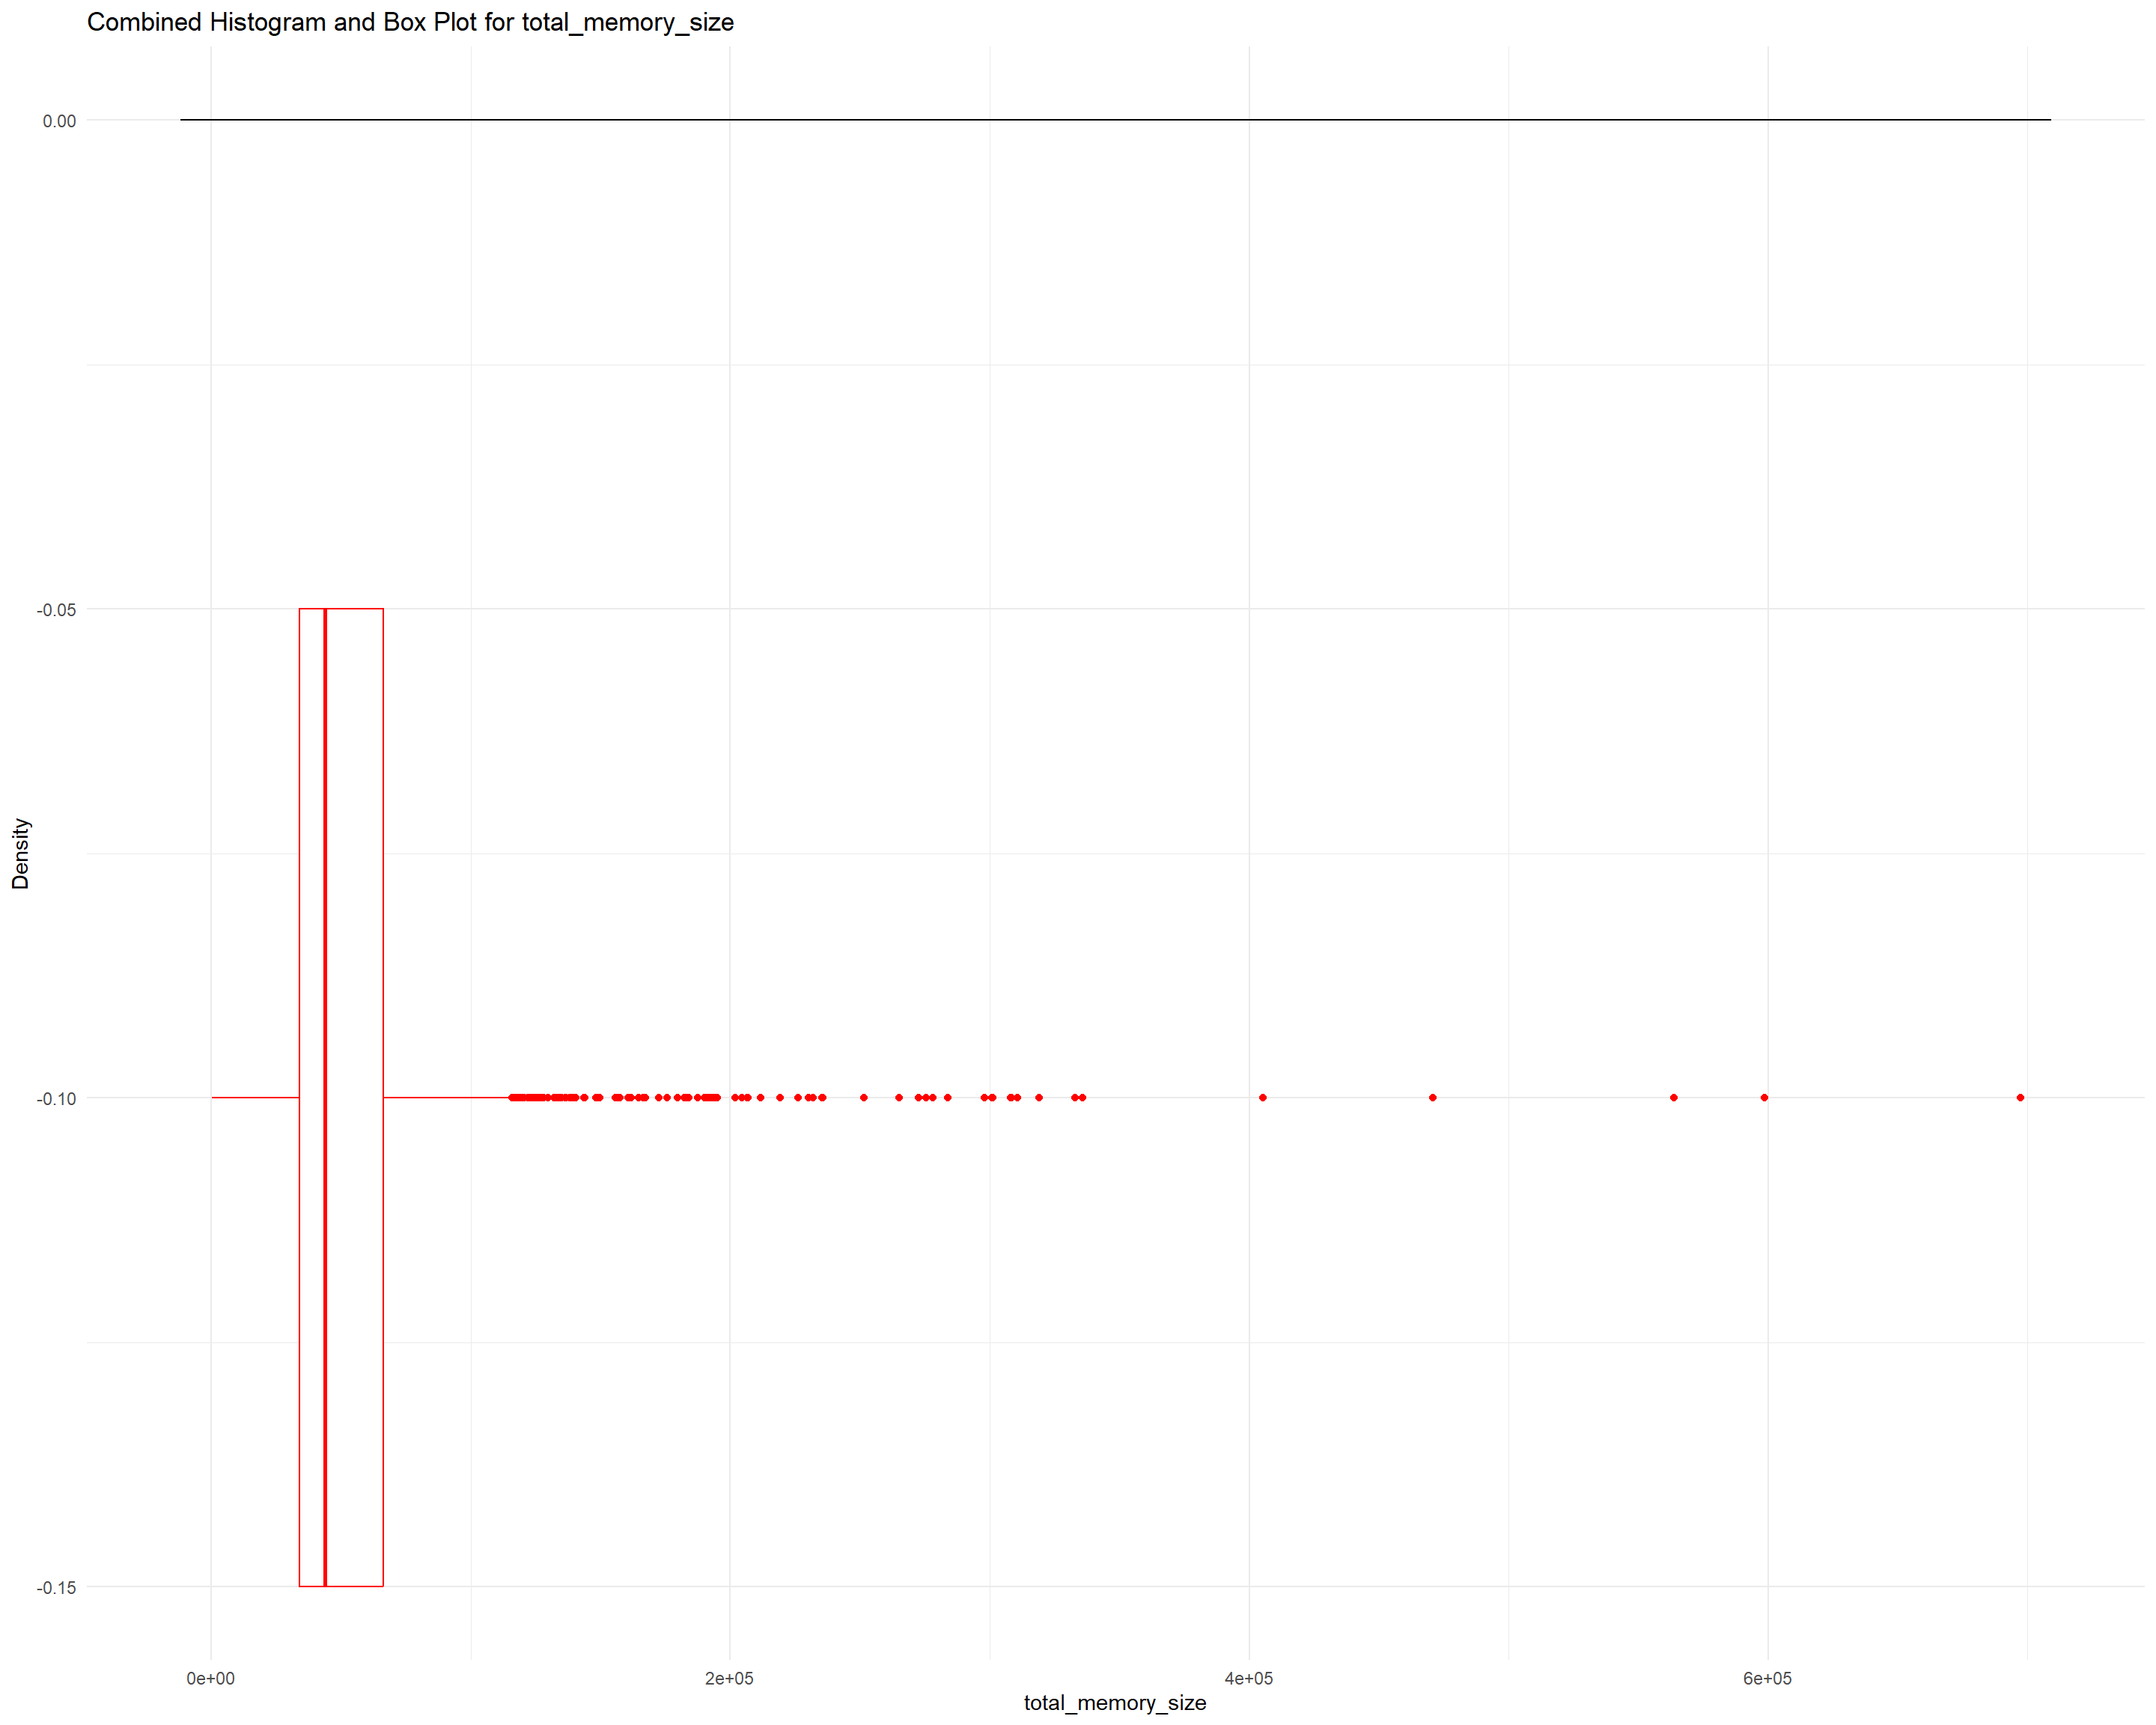 Combined Histogram and Box Plot for total_memory_size
0.00
-0.05
-0.10
-0.15
Density
0e+00
2e+05
4e+05
6e+05
total_memory_size